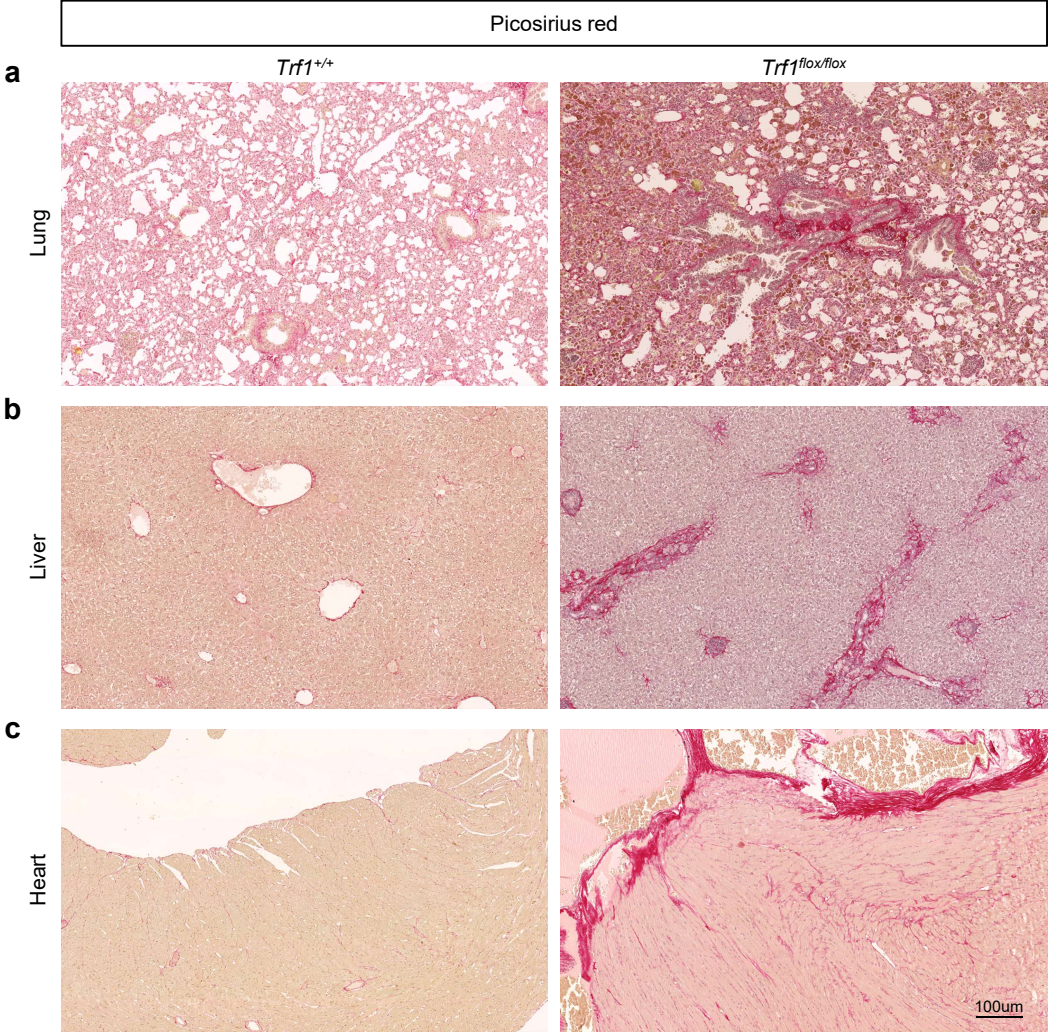 Picosirius red
Trf1+/+
Trf1flox/flox
a
Lung
b
Liver
c
Heart
100um